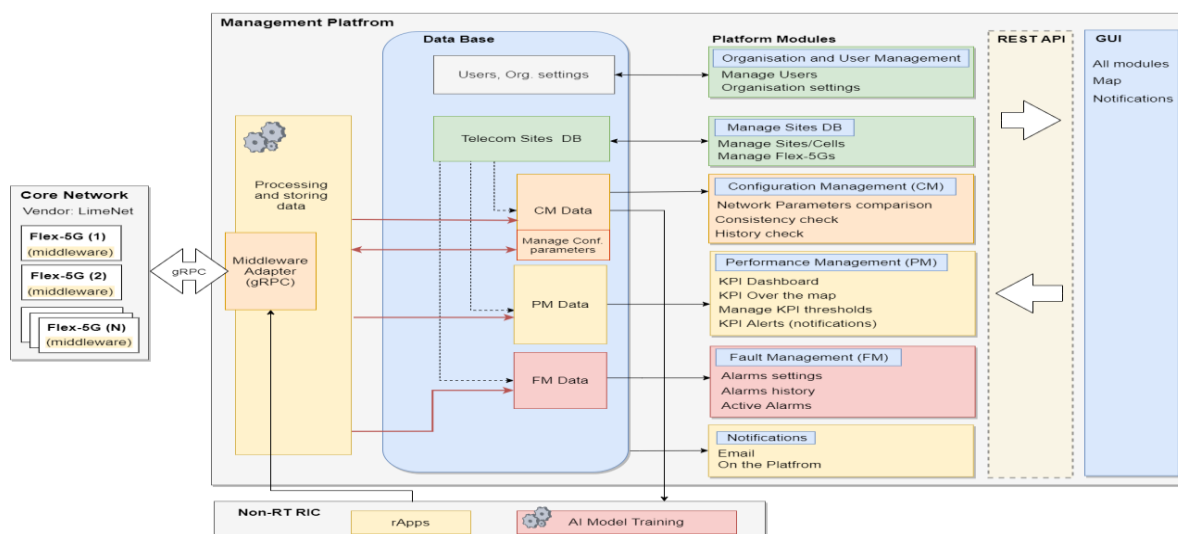 Management Platfrom
Data Base
Users, Org. settings
Telecom Sites DB
CM Data
Manage Conf.
parameters
PM Data
FM Data
Processing
and storing
data
Middleware
Adapter
(gRPC)
Core Network
Vendor: LimeNet
Flex-5G (1)
(middleware)
Flex-5G (2)
(middleware)
Flex-5G (N)
(middleware)
gRPC
Platform Modules
Organisation and User Management
Manage Users
Organisation settings
Manage Sites DB
Manage Sites/Cells
Manage Flex-5Gs
Configuration Management (CM)
Network Parameters comparison
Consistency check
History check
Performance Management (PM)
KPI Dashboard
KPI Over the map
Manage KPI thresholds
KPI Alerts (notifications)
Fault Management (FM)
Alarms settings
Alarms history
Active Alarms
Notifications
Email
On the Platfrom
REST API
GUI
All modules
Map
Notifications
Non-RT RIC
rApps
AI Model Training